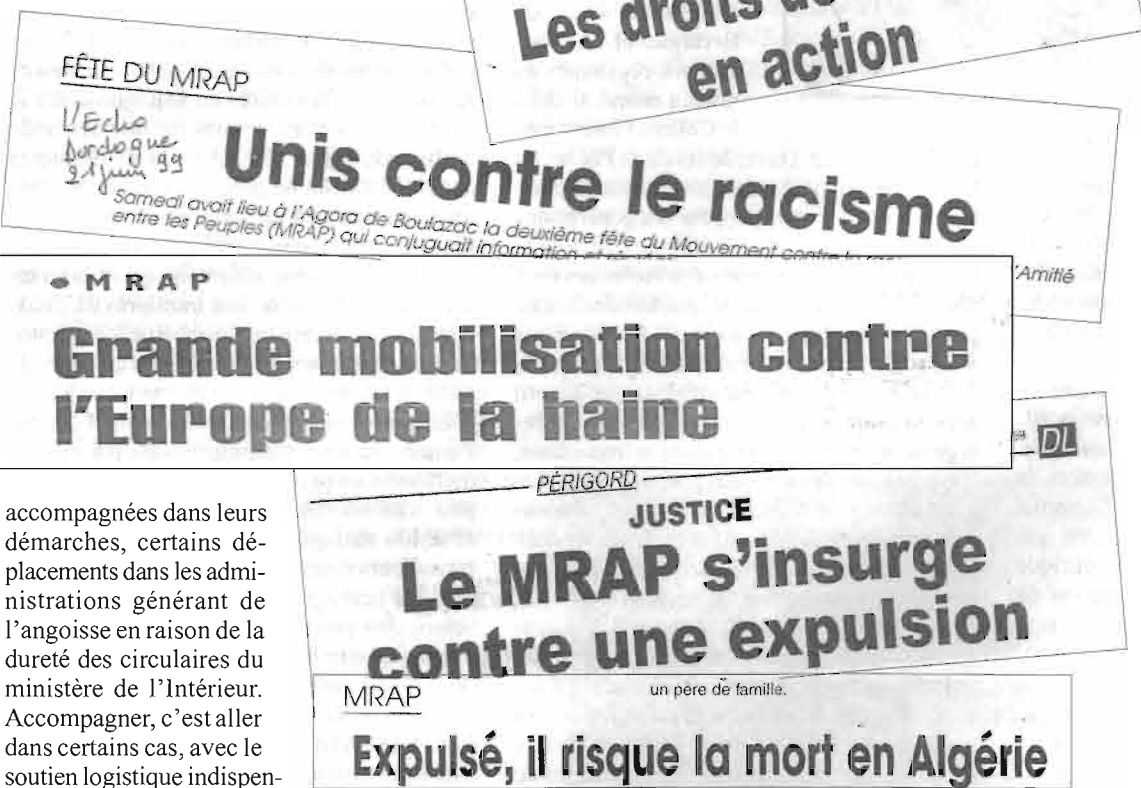 Les droits de
en action
FÊTE DU MRAP
L'Echo
Dordogne
21 juin 99
Unis contre le racisme
Samedi avait lieu à l'Agora de Boulazac la deuxième fête du Mouvement contre le
l'Amitié
entre les Peuples (MRAP) qui conjuguait information et
• MRAP
Grande mobilisation contre
l'Europe de la haine
DL
PÉRIGORD
JUSTICE
Le MRAP s'insurge
contre une expulsion
un père de famille.
MRAP
Expulsé, il risque la mort en Algérie
accompagnées dans leurs
démarches, certains dé-
placements dans les admi-
nistrations générant de
l'angoisse en raison de la
dureté des circulaires du
ministère de l'Intérieur.
Accompagner, c'est aller
dans certains cas, avec le
soutien logistique indispen-